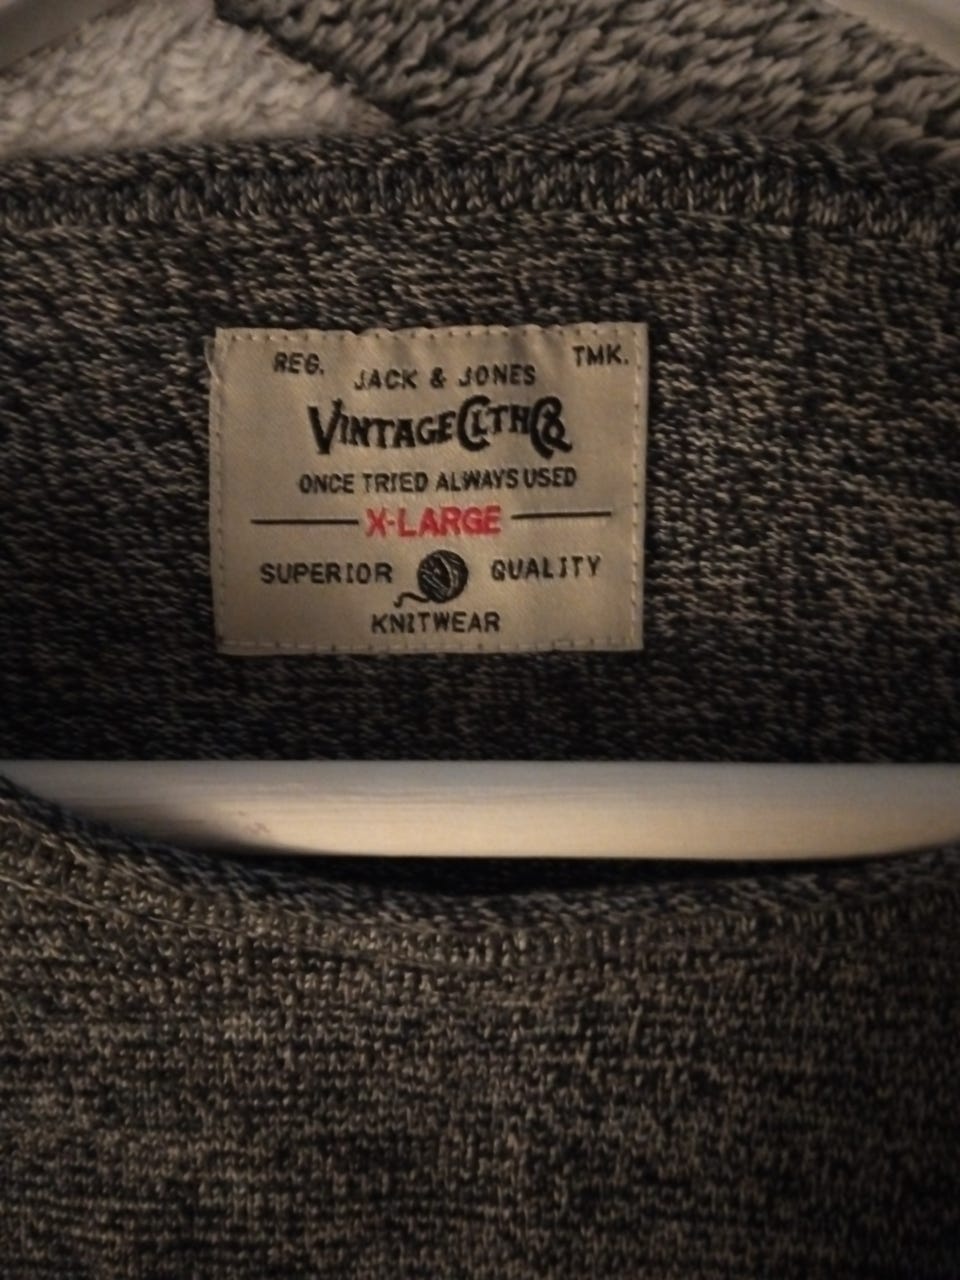 REG. TMK.
JACK & JONES
VINTAGE CLTH CO
ONCE TRIED ALWAYS USED
X-LARGE
SUPERIOR QUALITY
KNITWEAR